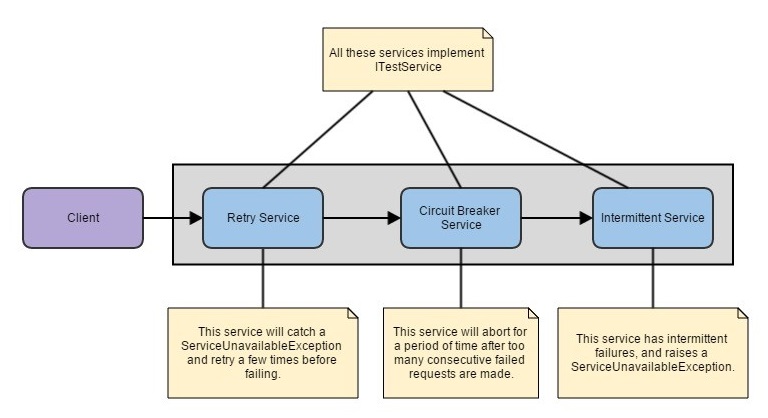 All these services implement
ITestService
Client
Retry Service
Circuit Breaker
Service
Intermittent Service
This service will catch a
ServiceUnavailableException
and retry a few times before
failing.
This service will abort for
a period of time after too
many consecutive failed
requests are made.
This service has intermittent
failures, and raises a
ServiceUnavailableException.